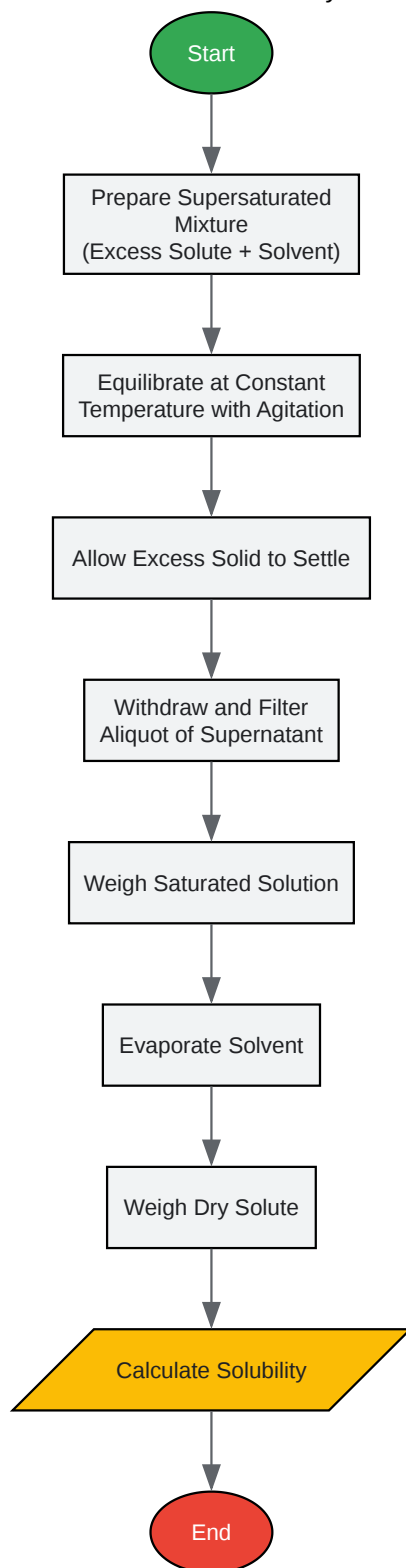 Start
Prepare Supersaturated
Mixture
(Excess Solute + Solvent)
Equilibrate at Constant
Temperature with Agitation
Allow Excess Solid to Settle
Withdraw and Filter
Aliquot of Supernatant
Weigh Saturated Solution
Evaporate Solvent
Weigh Dry Solute
Calculate Solubility
End